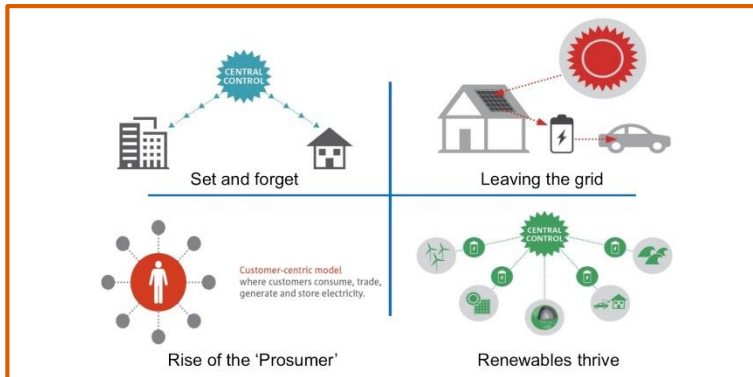 CENTRAL
CONTROL
Set and forget
Leaving the grid
Customer-centric model
where customers consume, trade,
generate and store electricity.
Rise of the 'Prosumer'
CENTRAL
CONTROL
Renewables thrive